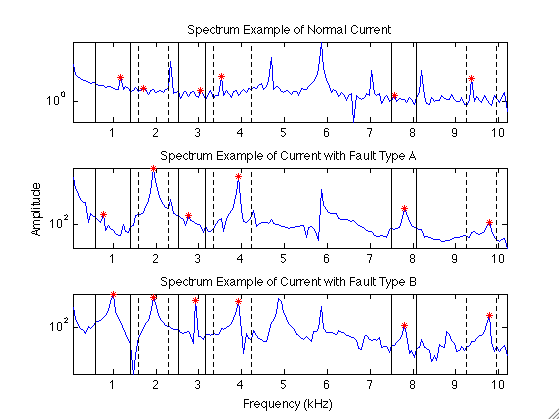 Spectrum Example of Normal Current
10^0
1 2 3 4 5 6 7 8 9 10
Spectrum Example of Current with Fault Type A
Amplitude
10^2
1 2 3 4 5 6 7 8 9 10
Spectrum Example of Current with Fault Type B
10^2
1 2 3 4 5 6 7 8 9 10
Frequency (kHz)